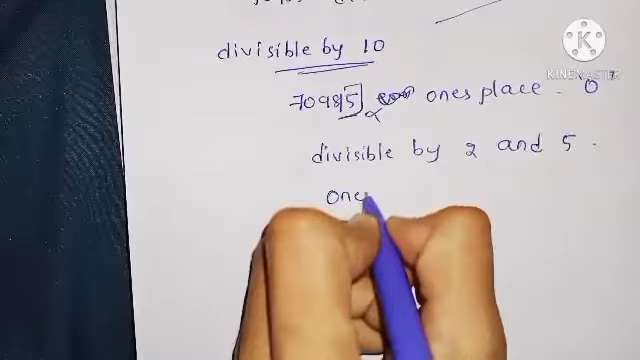 divisible by 10
70985 ones place - "0"
divisible by 2 and 5.
one
KINEMASTER